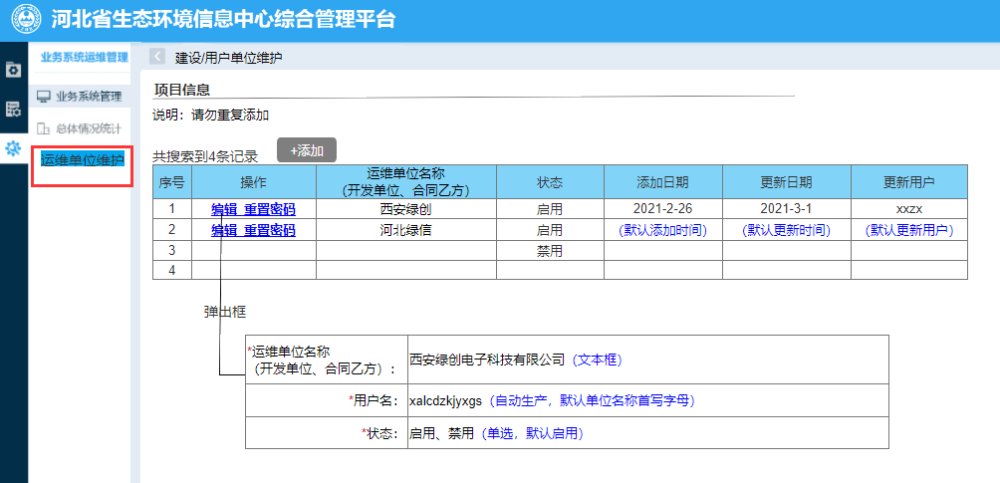 河北省生态环境信息中心综合管理平台
业务系统运维管理
建设/用户单位维护
业务系统管理
总体情况统计
运维单位维护
项目信息
说明：请勿重复添加
共搜索到4条记录 +添加
序号 操作 运维单位名称 状态 添加日期 更新日期 更新用户
（开发单位、合同乙方）
1 编辑 重置密码 西安绿创 启用 2021-2-26 2021-3-1 xxzx
2 编辑 重置密码 河北绿信 启用 （默认添加时间） （默认更新时间） （默认更新用户）
3 禁用
4
弹出框
*运维单位名称
（开发单位、合同乙方）： 西安绿创电子科技有限公司（文本框）
*用户名： xalcdzkjyxgs（自动生产，默认单位名称首写字母）
*状态： 启用、禁用（单选，默认启用）